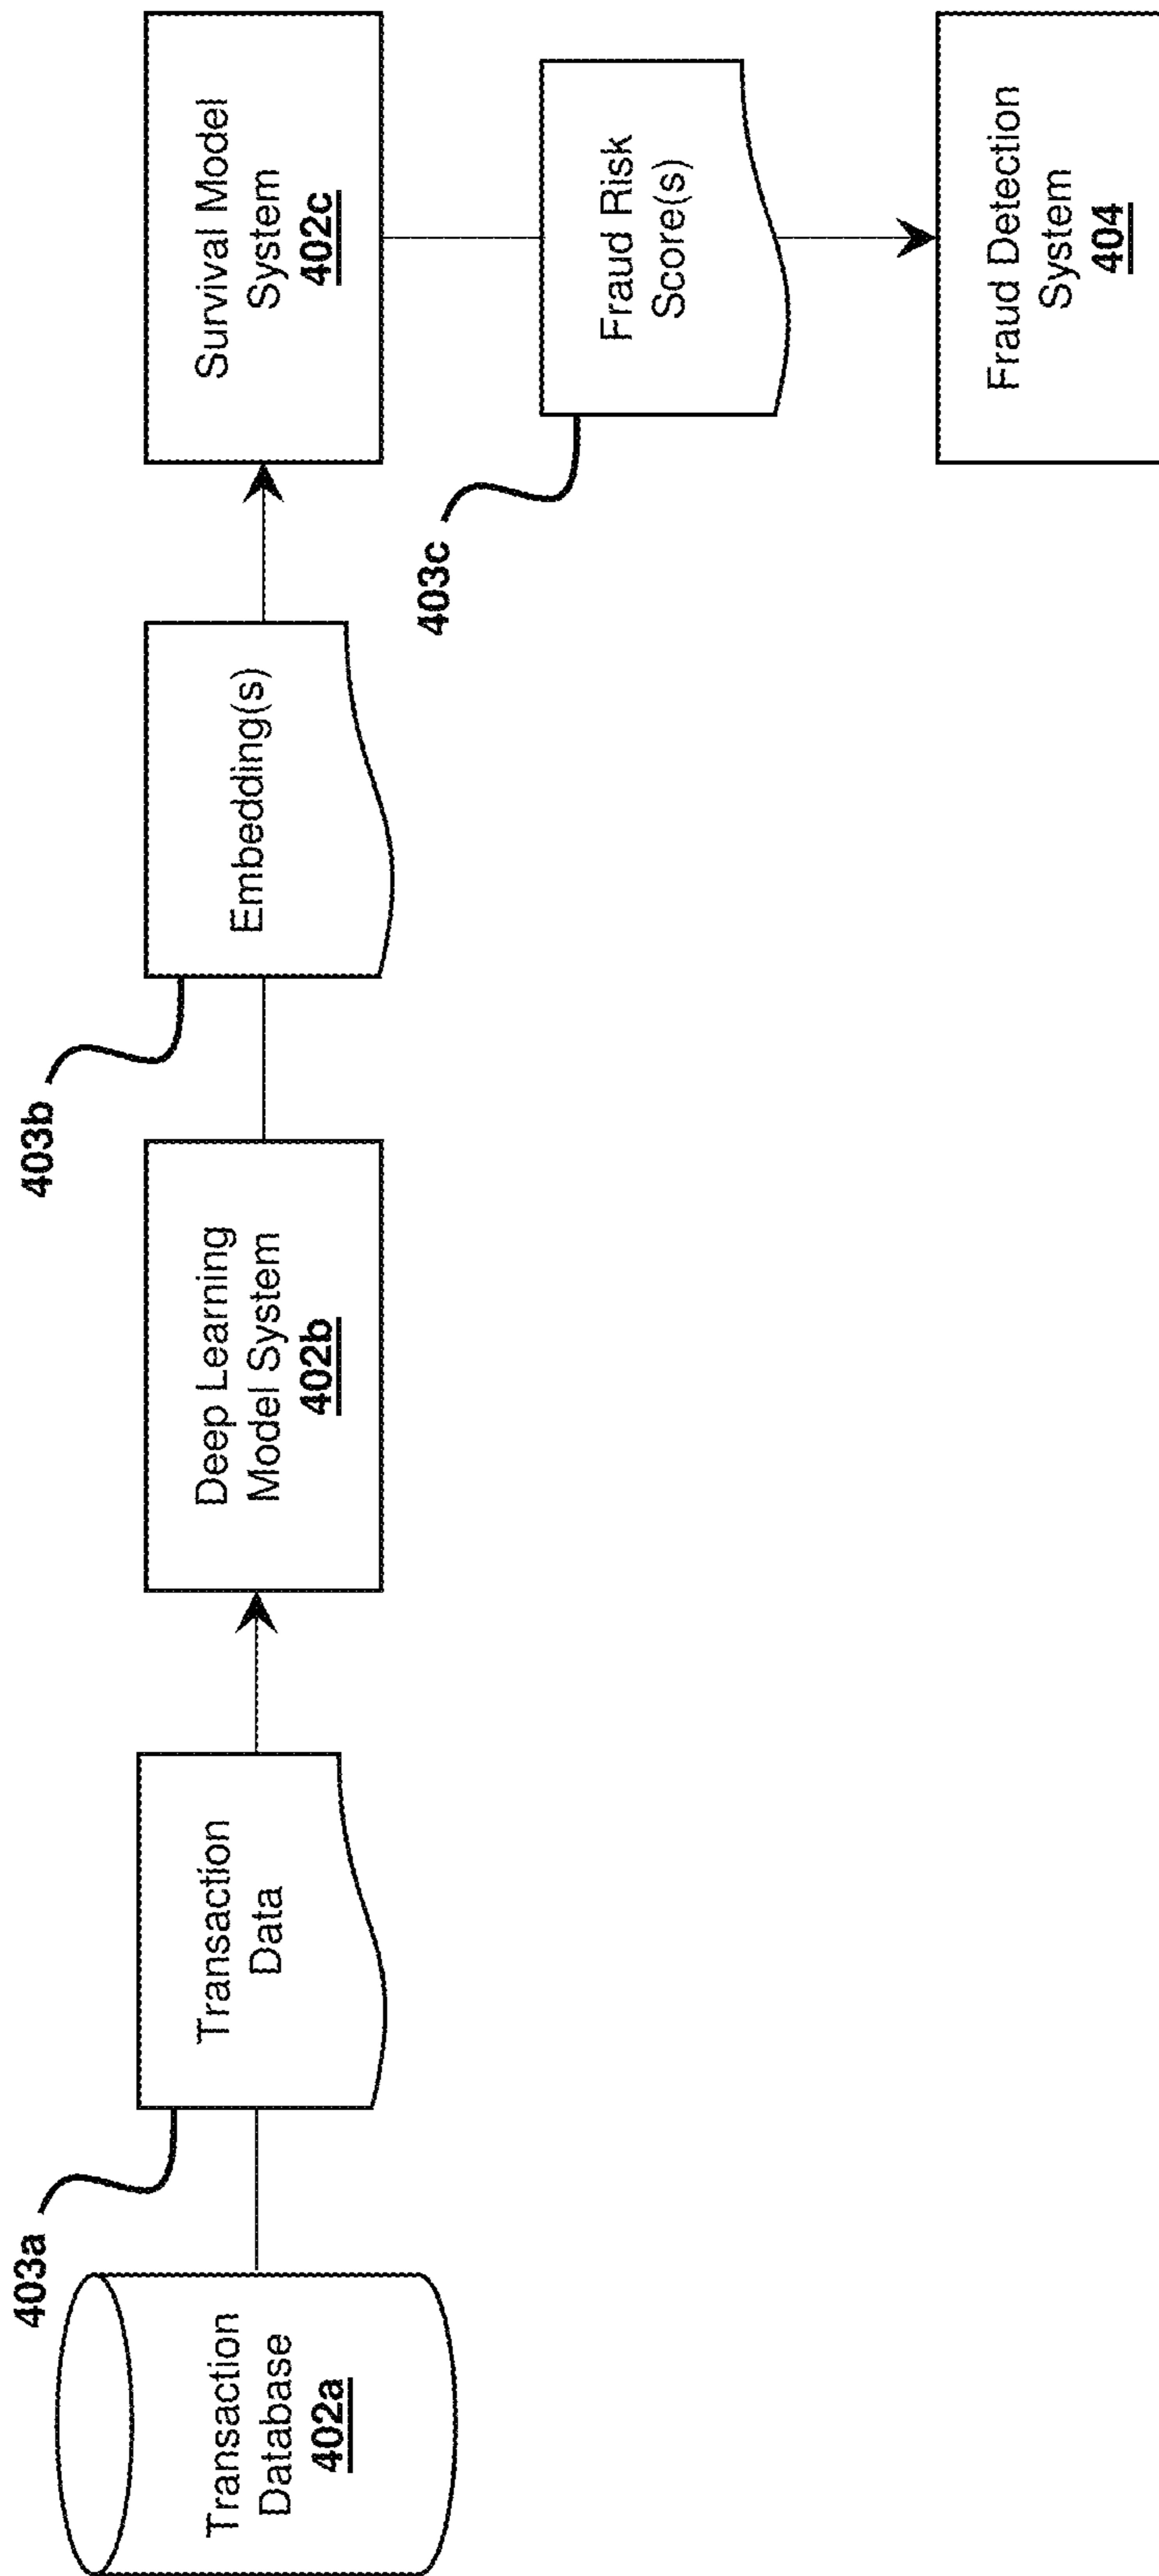 403a
Transaction
Database
402a
Transaction
Data
Deep Learning
Model System
402b
403b
Embedding(s)
Survival Model
System
402c
403c
Fraud Risk
Score(s)
Fraud Detection
System
404